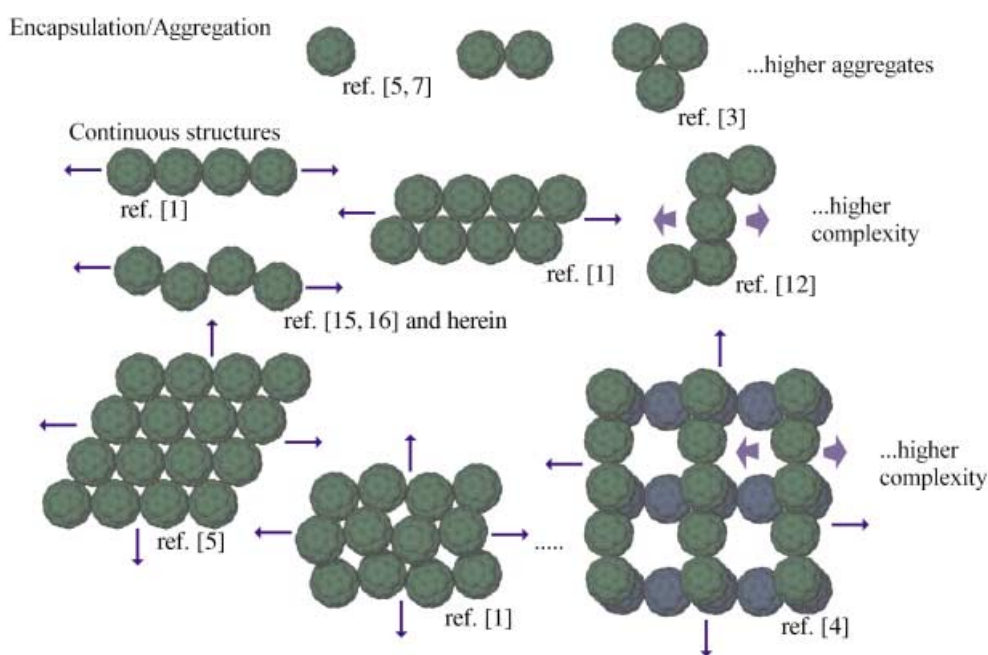 Encapsulation/Aggregation
ref. [5, 7]
...higher aggregates
ref. [3]
Continuous structures
ref. [1]
ref. [1]
...higher
complexity
ref. [12]
ref. [15, 16] and herein
ref. [5]
ref. [1]
.....
...higher
complexity
ref. [4]